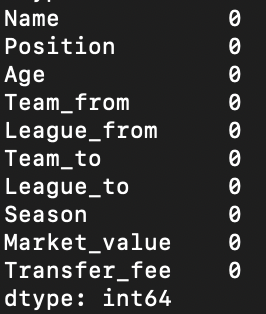 Name 0
Position 0
Age 0
Team_from 0
League_from 0
Team_to 0
League_to 0
Season 0
Market_value 0
Transfer_fee 0
dtype: int64